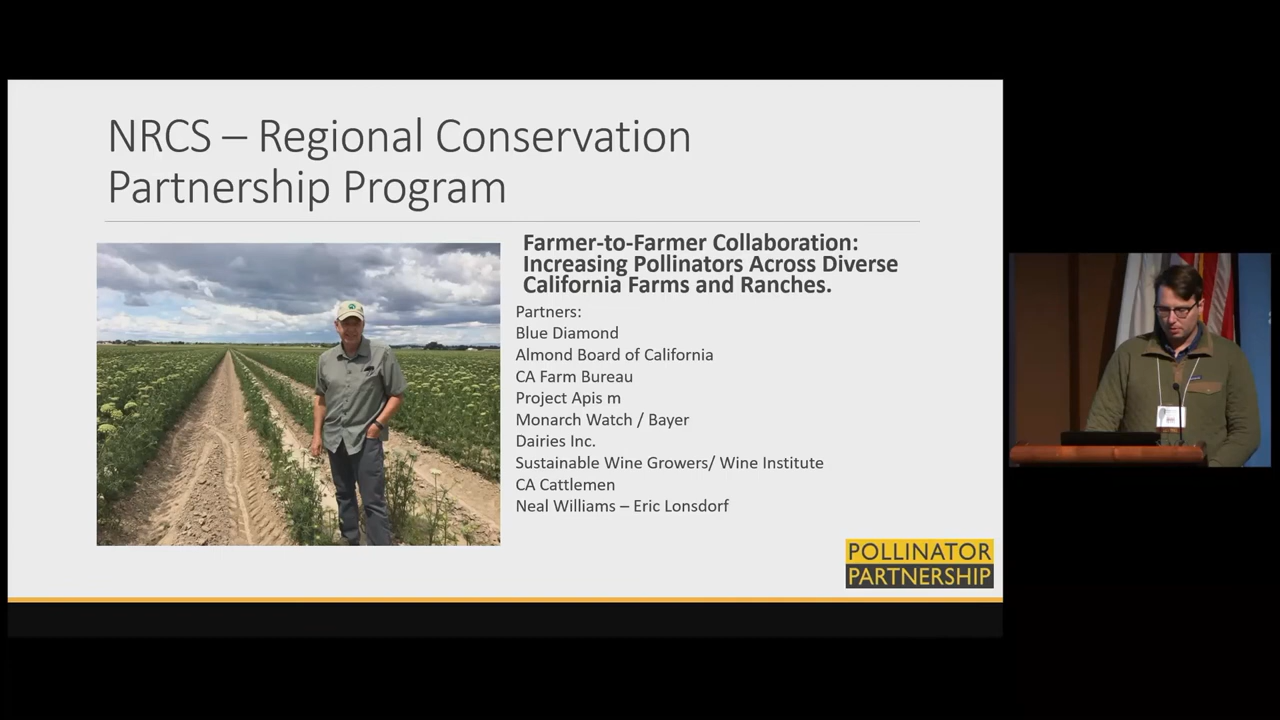 NRCS – Regional Conservation
Partnership Program
Farmer-to-Farmer Collaboration:
Increasing Pollinators Across Diverse
California Farms and Ranches.
Partners:
Blue Diamond
Almond Board of California
CA Farm Bureau
Project Apis m
Monarch Watch / Bayer
Dairies Inc.
Sustainable Wine Growers/ Wine Institute
CA Cattlemen
Neal Williams – Eric Lonsdorf
POLLINATOR
PARTNERSHIP